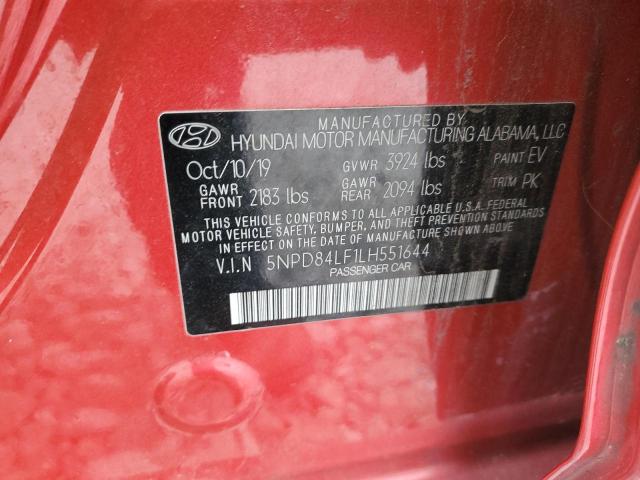 MANUFACTURED BY
HYUNDAI MOTOR MANUFACTURING ALABAMA, LLC
Oct/10/19 GVWR 3924 lbs PAINT EV
GAWR FRONT 2183 lbs GAWR REAR 2094 lbs TRIM PK
THIS VEHICLE CONFORMS TO ALL APPLICABLE U.S.A. FEDERAL
MOTOR VEHICLE SAFETY, BUMPER, AND THEFT PREVENTION STANDARDS
IN EFFECT ON THE DATE OF MANUFACTURE SHOWN ABOVE.
V.I.N 5NPD84LF1LH551644
PASSENGER CAR